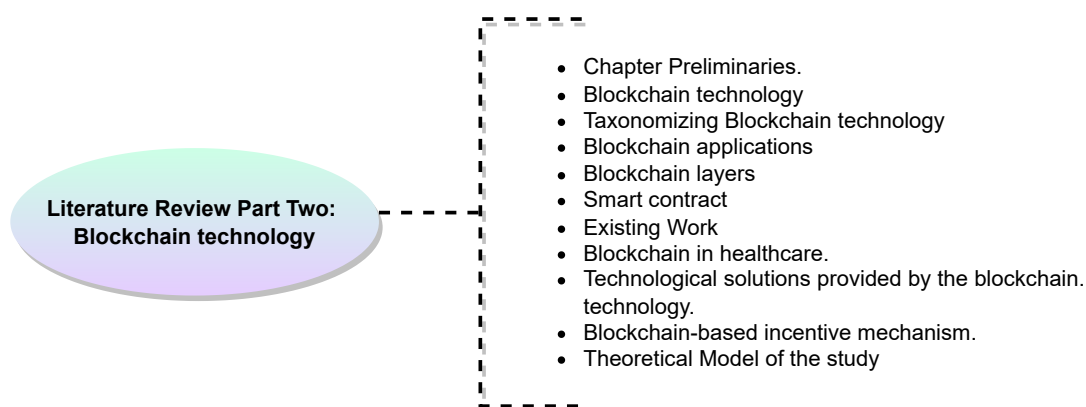 Literature Review Part Two:
Blockchain technology
• Chapter Preliminaries.
• Blockchain technology
• Taxonomizing Blockchain technology
• Blockchain applications
• Blockchain layers
• Smart contract
• Existing Work
• Blockchain in healthcare.
• Technological solutions provided by the blockchain.
technology.
• Blockchain-based incentive mechanism.
• Theoretical Model of the study